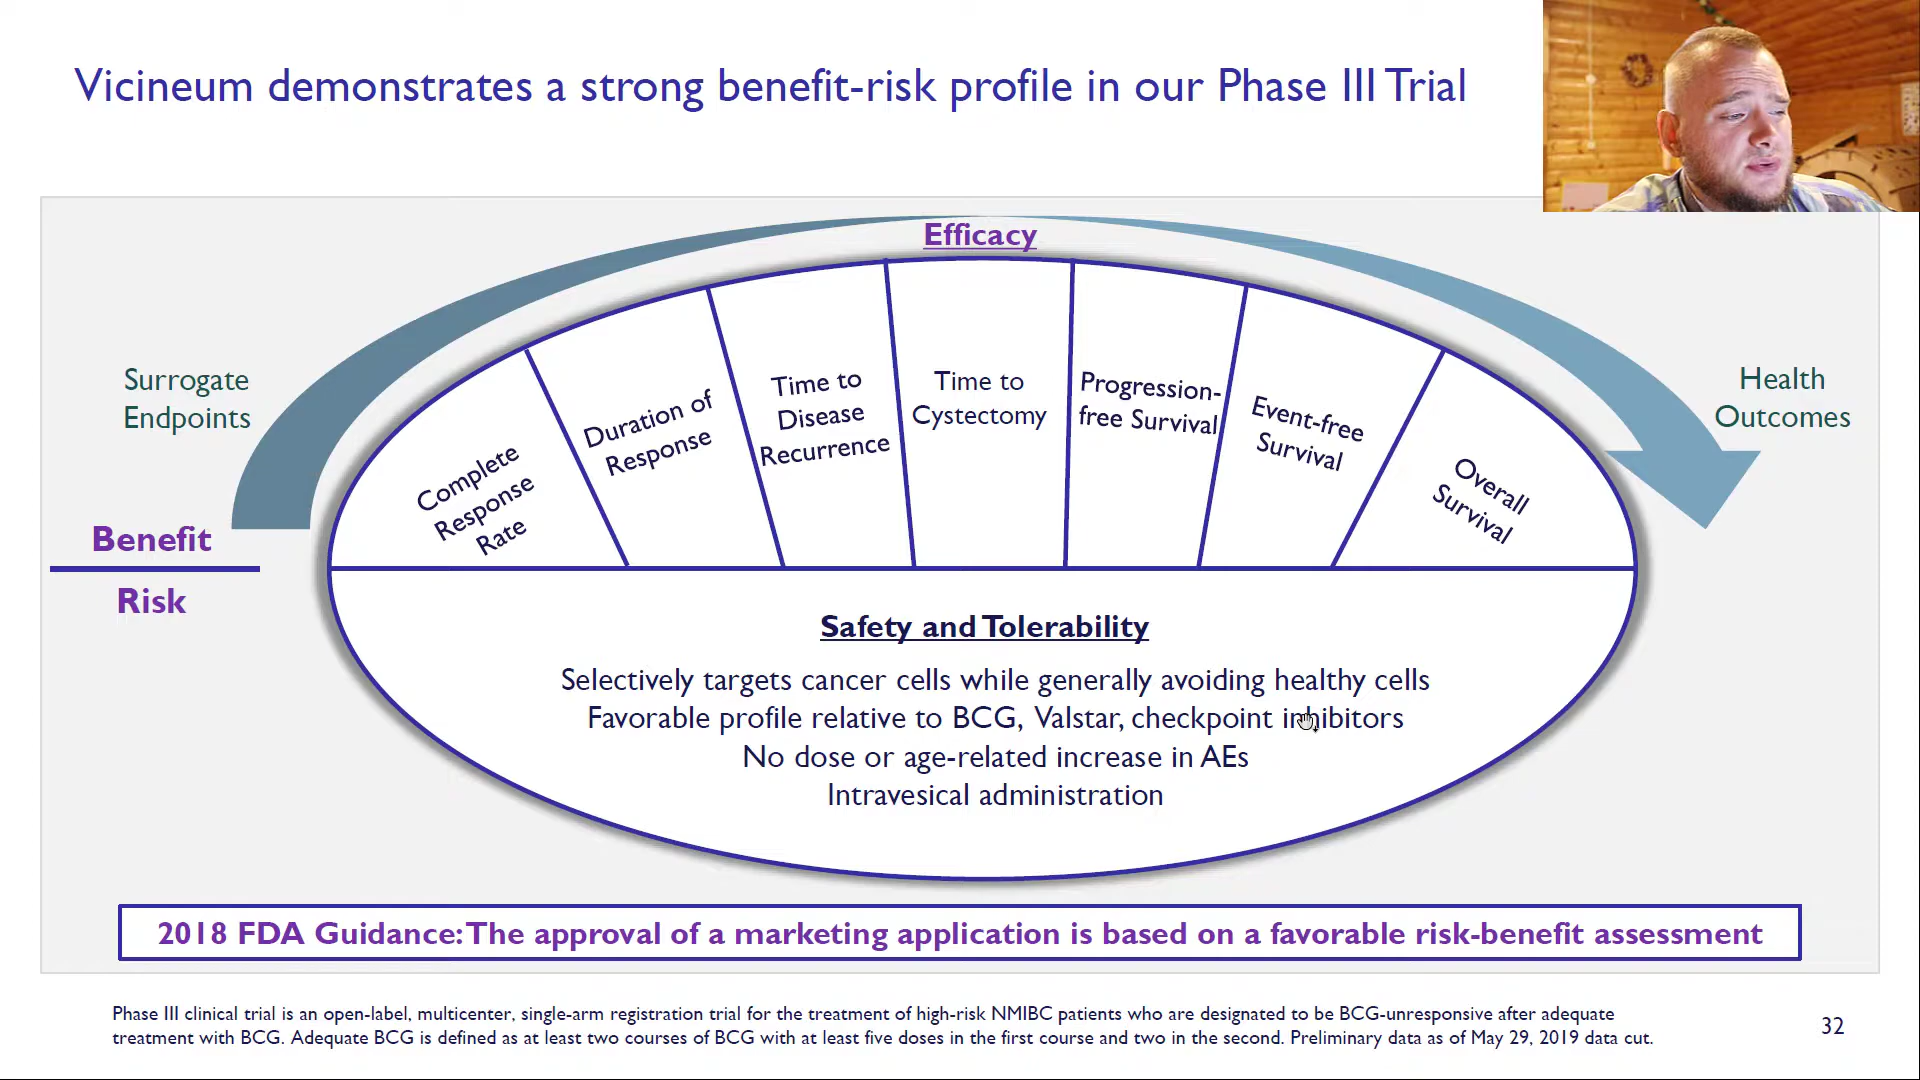 Vicineum demonstrates a strong benefit-risk profile in our Phase III Trial
Efficacy
Surrogate
Endpoints
Health
Outcomes
Complete
Response
Rate
Duration of
Response
Time to
Disease
Recurrence
Time to
Cystectomy
Progression-
free Survival
Event-free
Survival
Overall
Survival
Benefit
Risk
Safety and Tolerability
Selectively targets cancer cells while generally avoiding healthy cells
Favorable profile relative to BCG, Valstar, checkpoint inhibitors
No dose or age-related increase in AEs
Intravesical administration
2018 FDA Guidance: The approval of a marketing application is based on a favorable risk-benefit assessment
Phase III clinical trial is an open-label, multicenter, single-arm registration trial for the treatment of high-risk NMIBC patients who are designated to be BCG-unresponsive after adequate
treatment with BCG. Adequate BCG is defined as at least two courses of BCG with at least five doses in the first course and two in the second. Preliminary data as of May 29, 2019 data cut.
32